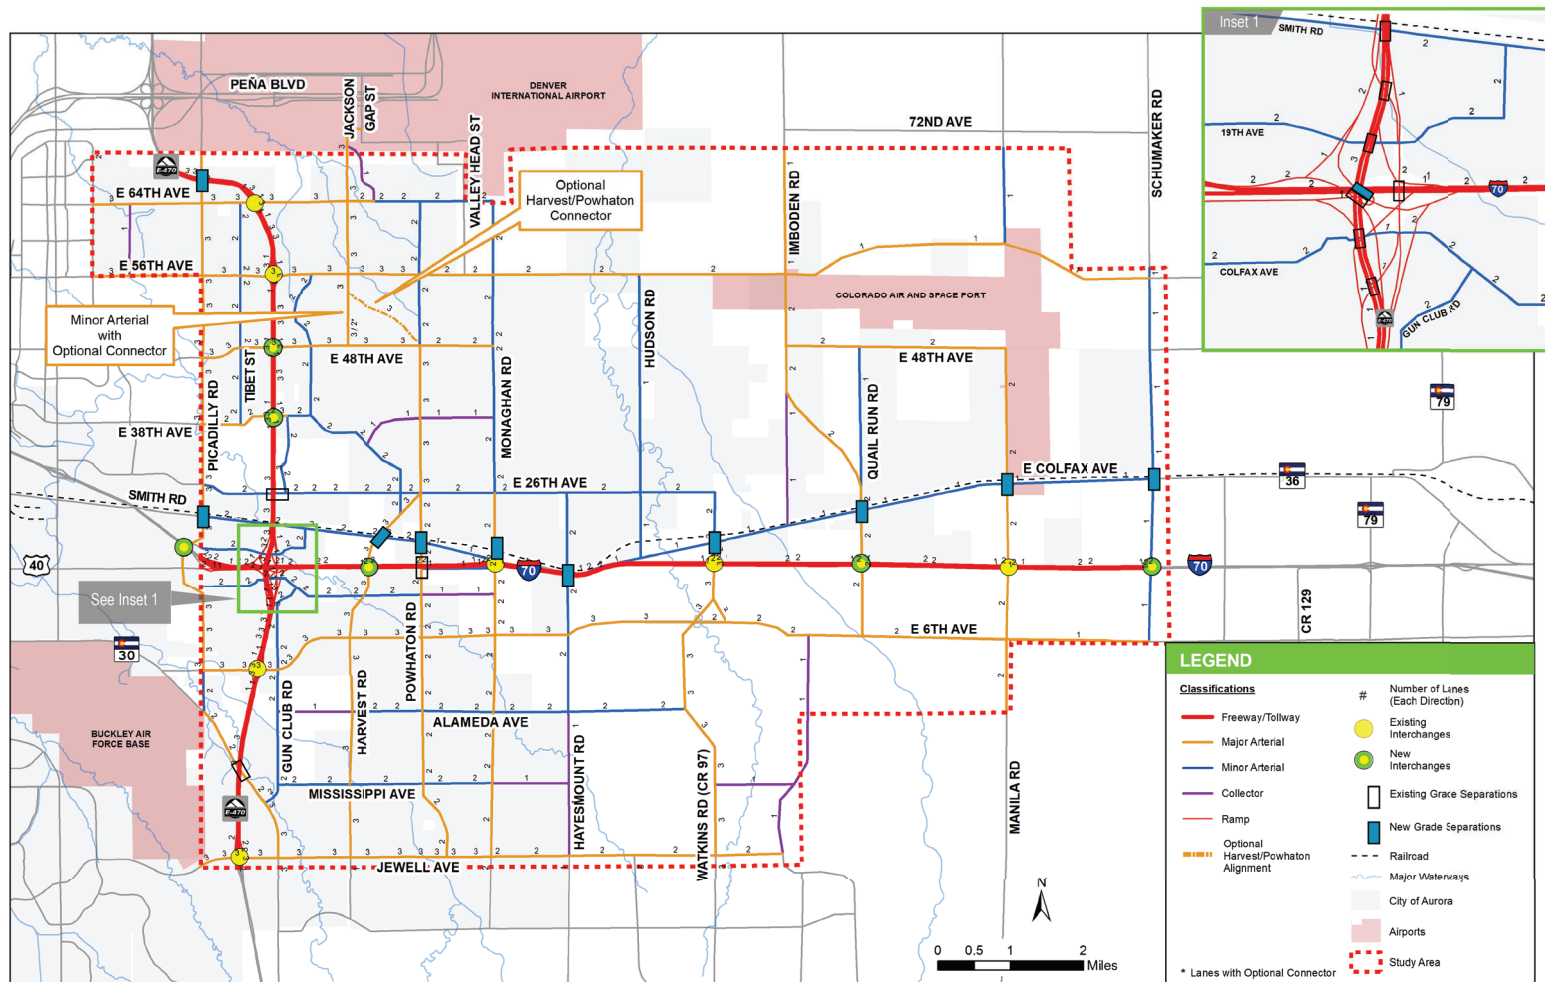 Inset 1
SMITH RD
19TH AVE
70
COLFAX AVE
GUN CLUB RD
E-470
PEÑA BLVD
JACKSON
GAP ST
DENVER
INTERNATIONAL AIRPORT
VALLEY HEAD ST
72ND AVE
SCHUMAKER RD
E-470
E 64TH AVE
Optional
Harvest/Powhaton
Connector
IMBODEN RD
E 56TH AVE
COLORADO AIR AND SPACE PORT
Minor Arterial
with
Optional Connector
3 / 2*
HUDSON RD
E 48TH AVE
E 48TH AVE
TIBET ST
PICADILLY RD
MONAGHAN RD
QUAIL RUN RD
79
E 38TH AVE
E COLFAX AVE
36
E 26TH AVE
SMITH RD
79
40
70
70
See Inset 1
30
POWHATON RD
E 6TH AVE
CR 129
GUN CLUB RD
HARVEST RD
ALAMEDA AVE
BUCKLEY AIR
FORCE BASE
HAYESMOUNT RD
WATKINS RD (CR 97)
MANILA RD
MISSISSIPPI AVE
E-470
JEWELL AVE
N
0 0.5 1 2
Miles
LEGEND
Classifications
Freeway/Tollway
Major Arterial
Minor Arterial
Collector
Ramp
Optional
Harvest/Powhaton
Alignment
* Lanes with Optional Connector
# Number of Lanes
(Each Direction)
Existing
Interchanges
New
Interchanges
Existing Grade Separations
New Grade Separations
Railroad
Major Waterways
City of Aurora
Airports
Study Area